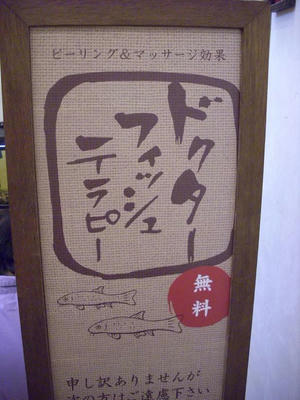 ピーリング＆マッサージ効果
ドクター
フィッシュ
テラピー
無料
申し訳ありませんが
次の方はご遠慮下さい